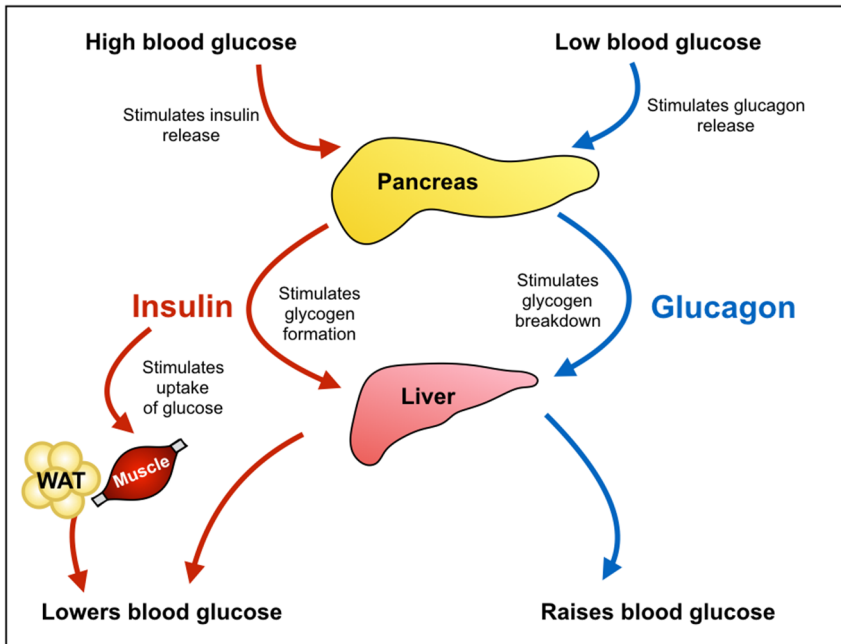 High blood glucose
Low blood glucose
Stimulates insulin
release
Stimulates glucagon
release
Pancreas
Insulin
Stimulates
glycogen
formation
Stimulates
glycogen
breakdown
Glucagon
Stimulates
uptake
of glucose
Liver
WAT
Muscle
Lowers blood glucose
Raises blood glucose